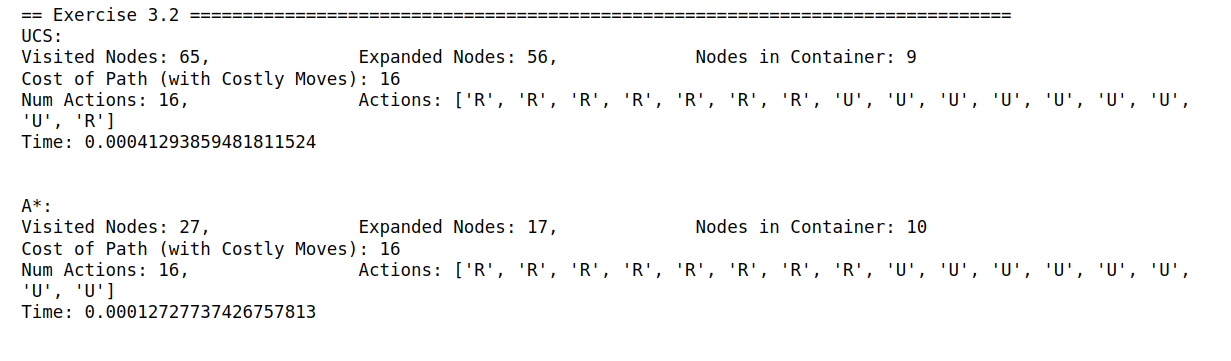 == Exercise 3.2 ==============================================================================
UCS:
Visited Nodes: 65, Expanded Nodes: 56, Nodes in Container: 9
Cost of Path (with Costly Moves): 16
Num Actions: 16, Actions: ['R', 'R', 'R', 'R', 'R', 'R', 'R', 'U', 'U', 'U', 'U', 'U', 'U', 'U',
'U', 'R']
Time: 0.00041293859481811524
A*:
Visited Nodes: 27, Expanded Nodes: 17, Nodes in Container: 10
Cost of Path (with Costly Moves): 16
Num Actions: 16, Actions: ['R', 'R', 'R', 'R', 'R', 'R', 'R', 'R', 'U', 'U', 'U', 'U', 'U', 'U',
'U', 'U']
Time: 0.00012727737426757813